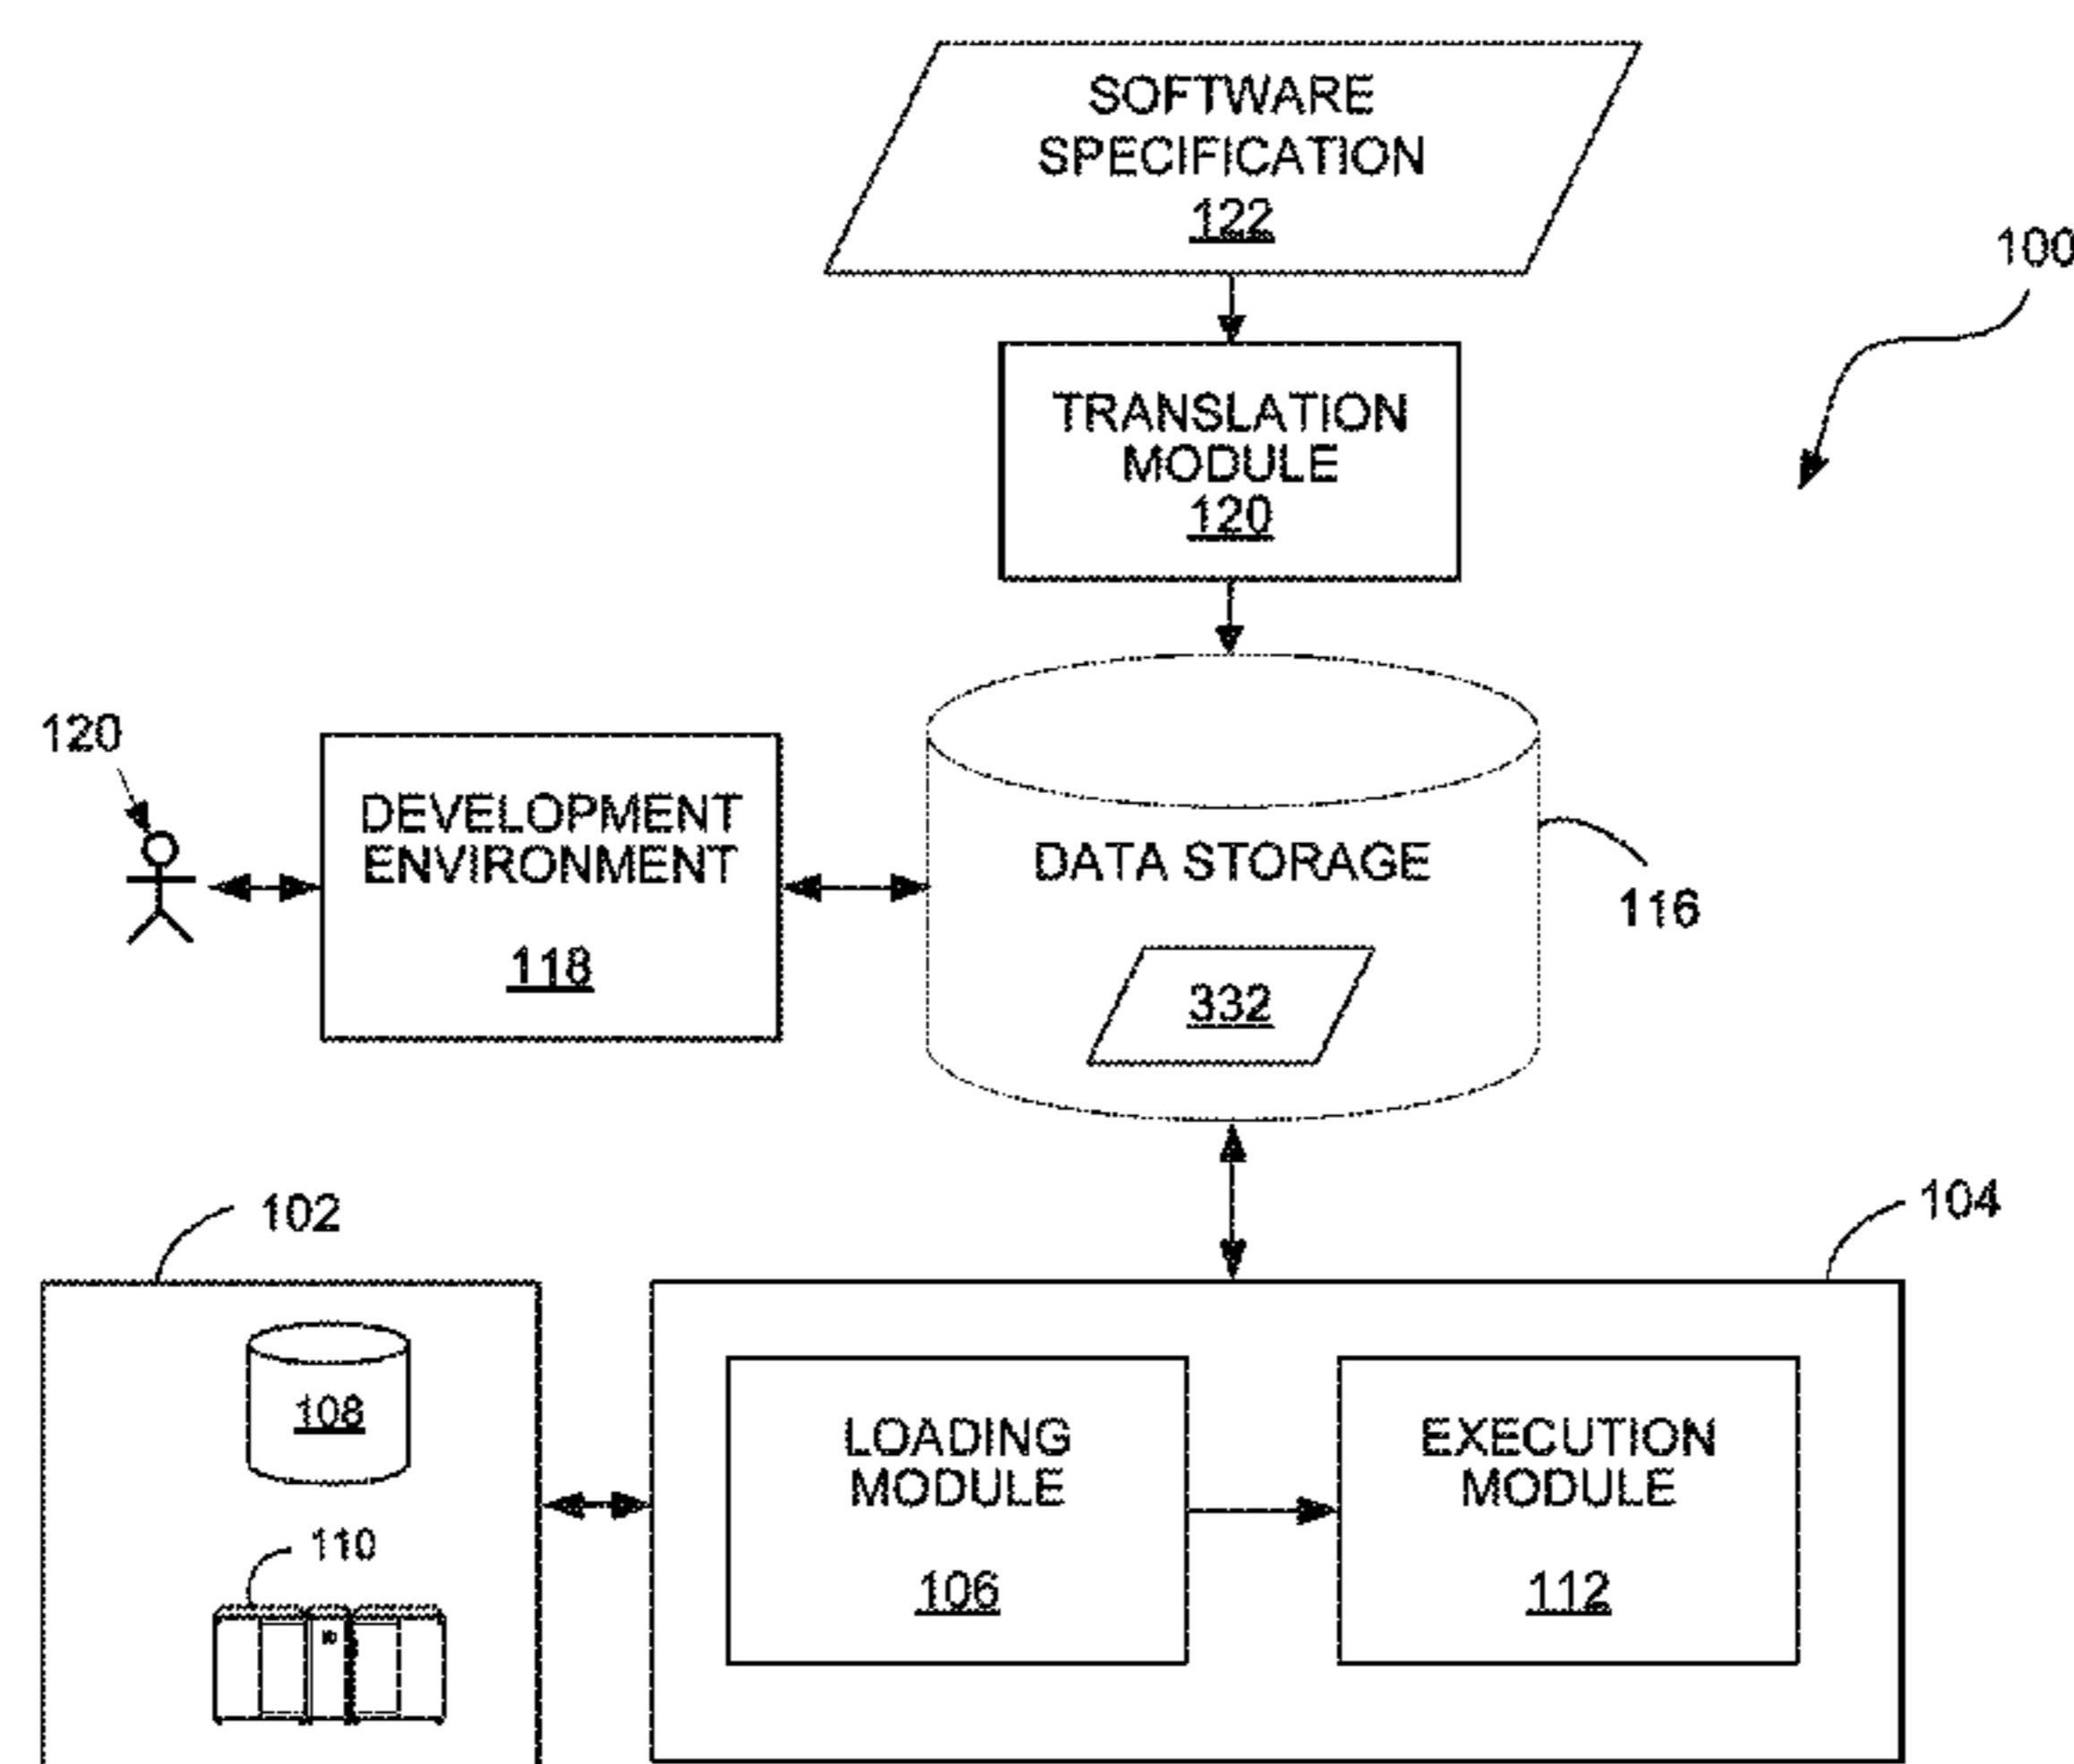 SOFTWARE
SPECIFICATION
122
100
TRANSLATION
MODULE
120
120
DEVELOPMENT
ENVIRONMENT
118
DATA STORAGE
116
332
102
104
108
110
LOADING
MODULE
106
EXECUTION
MODULE
112